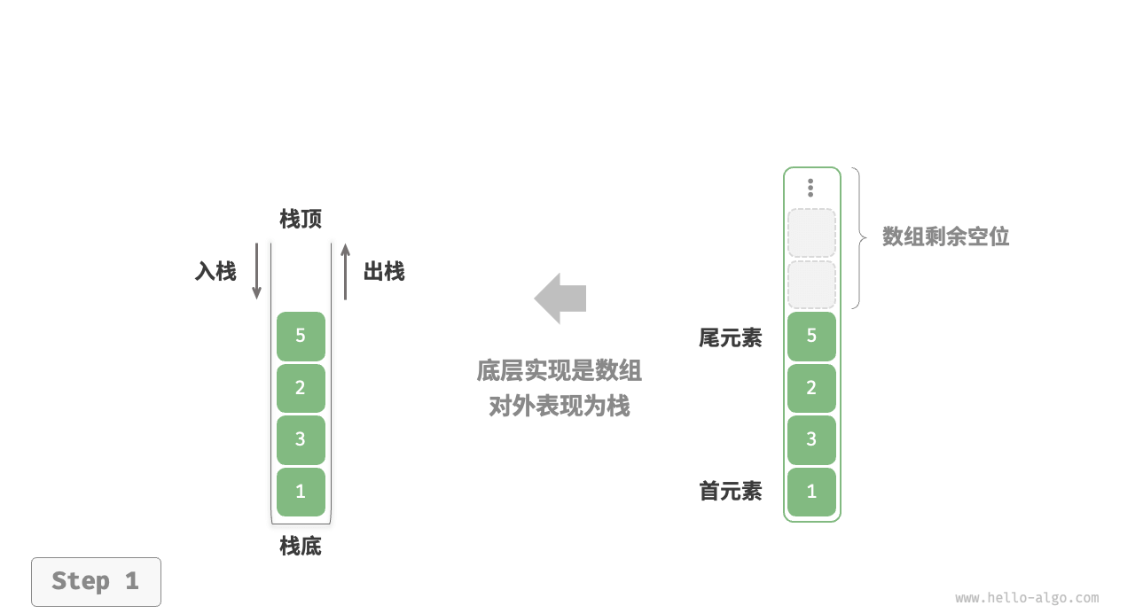 栈顶
入栈
出栈
5
2
3
1
栈底
底层实现是数组
对外表现为栈
数组剩余空位
尾元素
5
2
3
首元素
1
Step 1
www.hello-algo.com